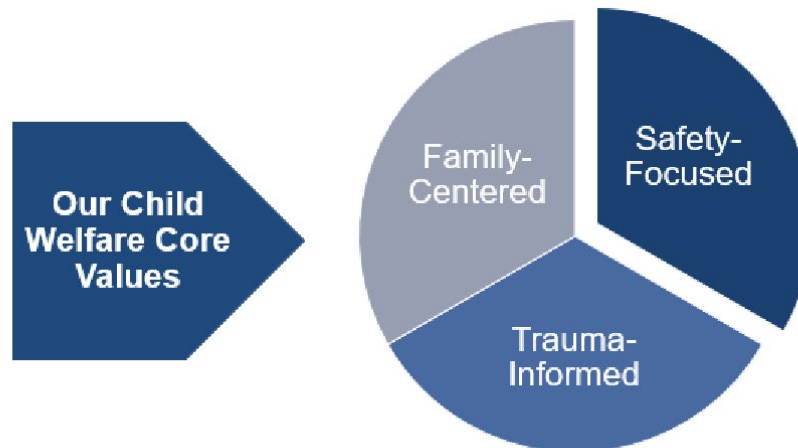 Our Child
Welfare Core
Values
Family-
Centered
Safety-
Focused
Trauma-
Informed